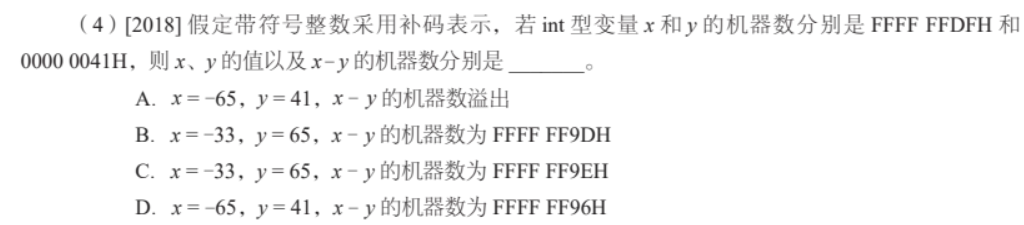 （4）[2018] 假定带符号整数采用补码表示，若 int 型变量 x 和 y 的机器数分别是 FFFF FFDFH 和
0000 0041H，则 x、y 的值以及 x－y 的机器数分别是 ______。
A. x = －65，y = 41，x － y 的机器数溢出
B. x = －33，y = 65，x － y 的机器数为 FFFF FF9DH
C. x = －33，y = 65，x － y 的机器数为 FFFF FF9EH
D. x = －65，y = 41，x － y 的机器数为 FFFF FF96H